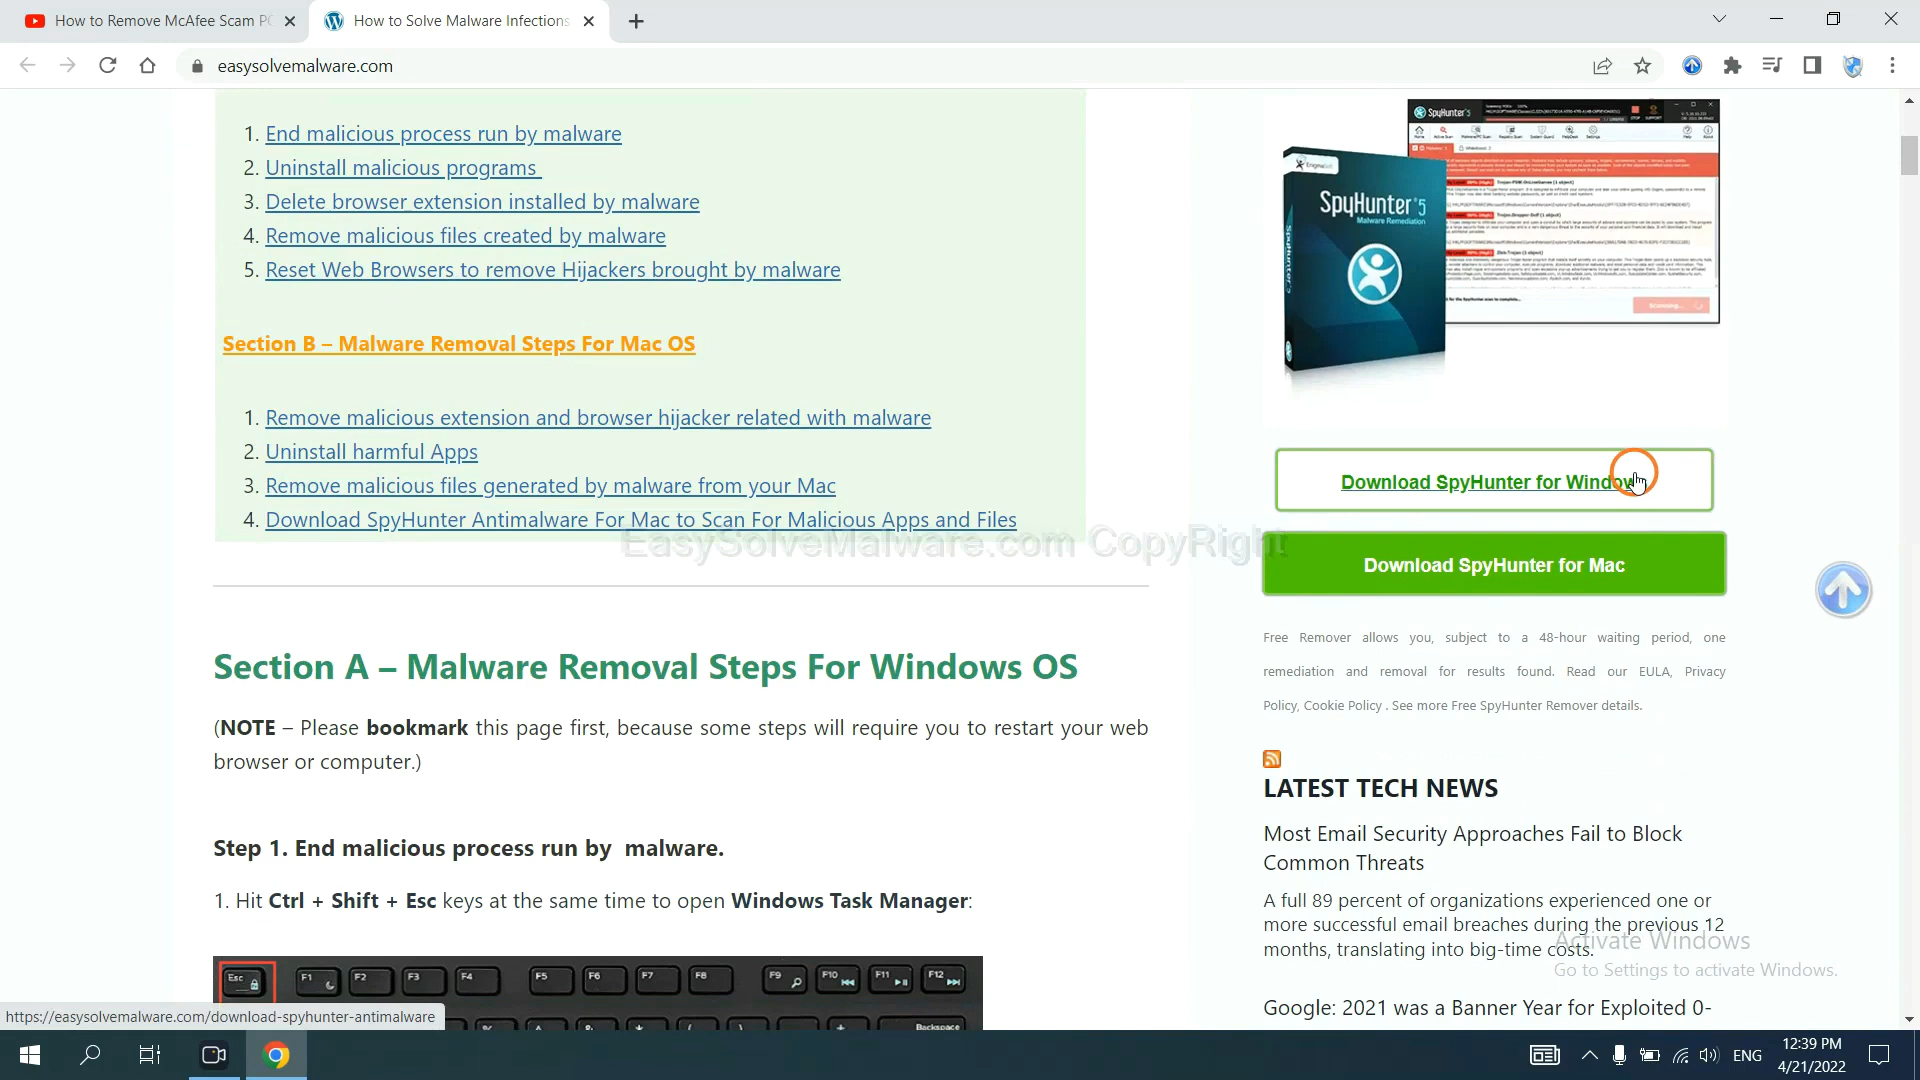 How to Remove McAfee Scam PC
How to Solve Malware Infections
easysolvemalware.com
1. End malicious process run by malware
2. Uninstall malicious programs
3. Delete browser extension installed by malware
4. Remove malicious files created by malware
5. Reset Web Browsers to remove Hijackers brought by malware
Section B – Malware Removal Steps For Mac OS
1. Remove malicious extension and browser hijacker related with malware
2. Uninstall harmful Apps
3. Remove malicious files generated by malware from your Mac
4. Download SpyHunter Antimalware For Mac to Scan For Malicious Apps and Files
EasySolveMalware.com CopyRight
Section A – Malware Removal Steps For Windows OS
(NOTE – Please bookmark this page first, because some steps will require you to restart your web
browser or computer.)
Step 1. End malicious process run by malware.
1. Hit Ctrl + Shift + Esc keys at the same time to open Windows Task Manager:
Esc F1 F2 F3 F4 F5 F6 F7 F8 F9 F10 F11 F12
Backspace
https://easysolvemalware.com/download-spyhunter-antimalware
SpyHunter 5
EnigmaSoft
SpyHunter 5
Malware Remediation
SpyHunter 5
Scanning...
Download SpyHunter for Window
Download SpyHunter for Mac
Free Remover allows you, subject to a 48-hour waiting period, one
remediation and removal for results found. Read our EULA, Privacy
Policy, Cookie Policy . See more Free SpyHunter Remover details.
LATEST TECH NEWS
Most Email Security Approaches Fail to Block
Common Threats
A full 89 percent of organizations experienced one or
more successful email breaches during the previous 12
months, translating into big-time costs.
Activate Windows
Go to Settings to activate Windows.
Google: 2021 was a Banner Year for Exploited 0-
ENG
12:39 PM
4/21/2022